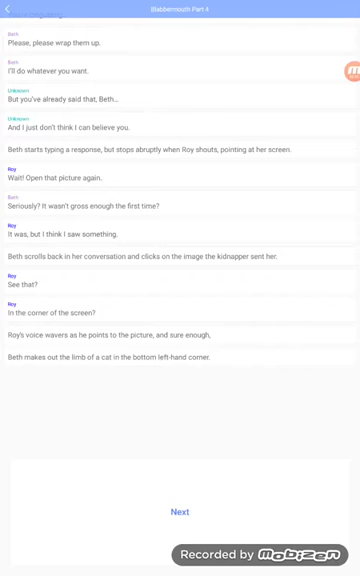 Blabbermouth Part 4
Beth
Please, please wrap them up.
Beth
I'll do whatever you want.
Unknown
But you've already said that, Beth...
Unknown
And I just don't think I can believe you.
Beth starts typing a response, but stops abruptly when Roy shouts, pointing at her screen.
Roy
Wait! Open that picture again.
Beth
Seriously? It wasn't gross enough the first time?
Roy
It was, but I think I saw something.
Beth scrolls back in her conversation and clicks on the image the kidnapper sent her.
Roy
See that?
Roy
In the corner of the screen?
Roy's voice wavers as he points to the picture, and sure enough,
Beth makes out the limb of a cat in the bottom left-hand corner.
Next
Recorded by mobizen